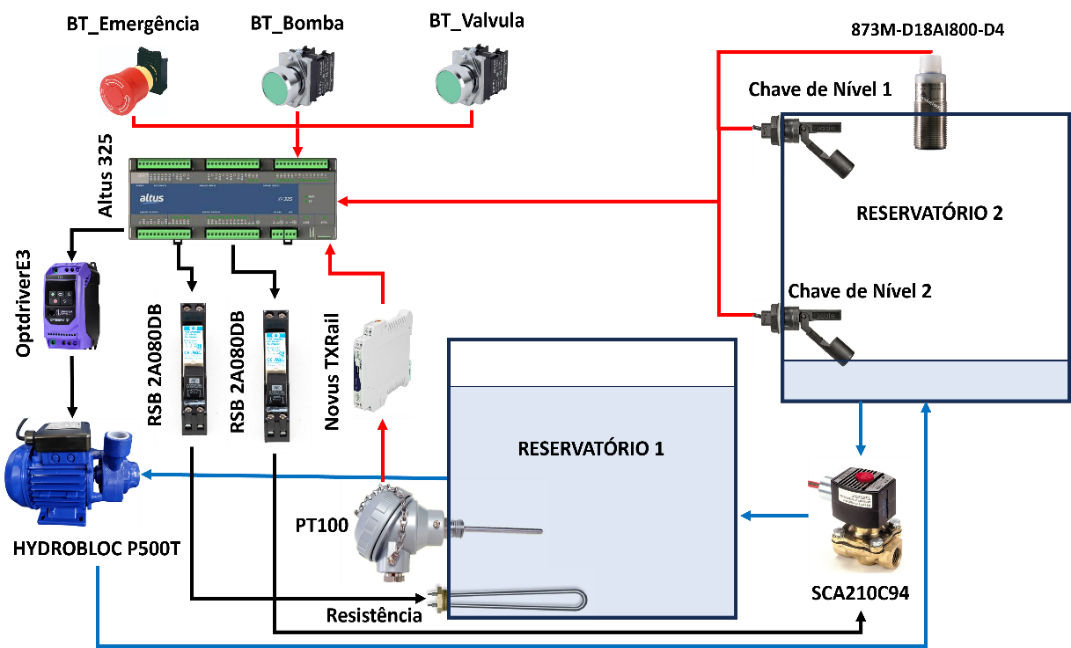 BT_Emergência
BT_Bomba
BT_Valvula
873M-D18AI800-D4
Chave de Nível 1
Altus 325
altus
RESERVATÓRIO 2
OptdriverE3
RSB 2A080DB
RSB 2A080DB
Novus TXRail
Chave de Nível 2
RESERVATÓRIO 1
PT100
HYDROBLOC P500T
Resistência
SCA210C94